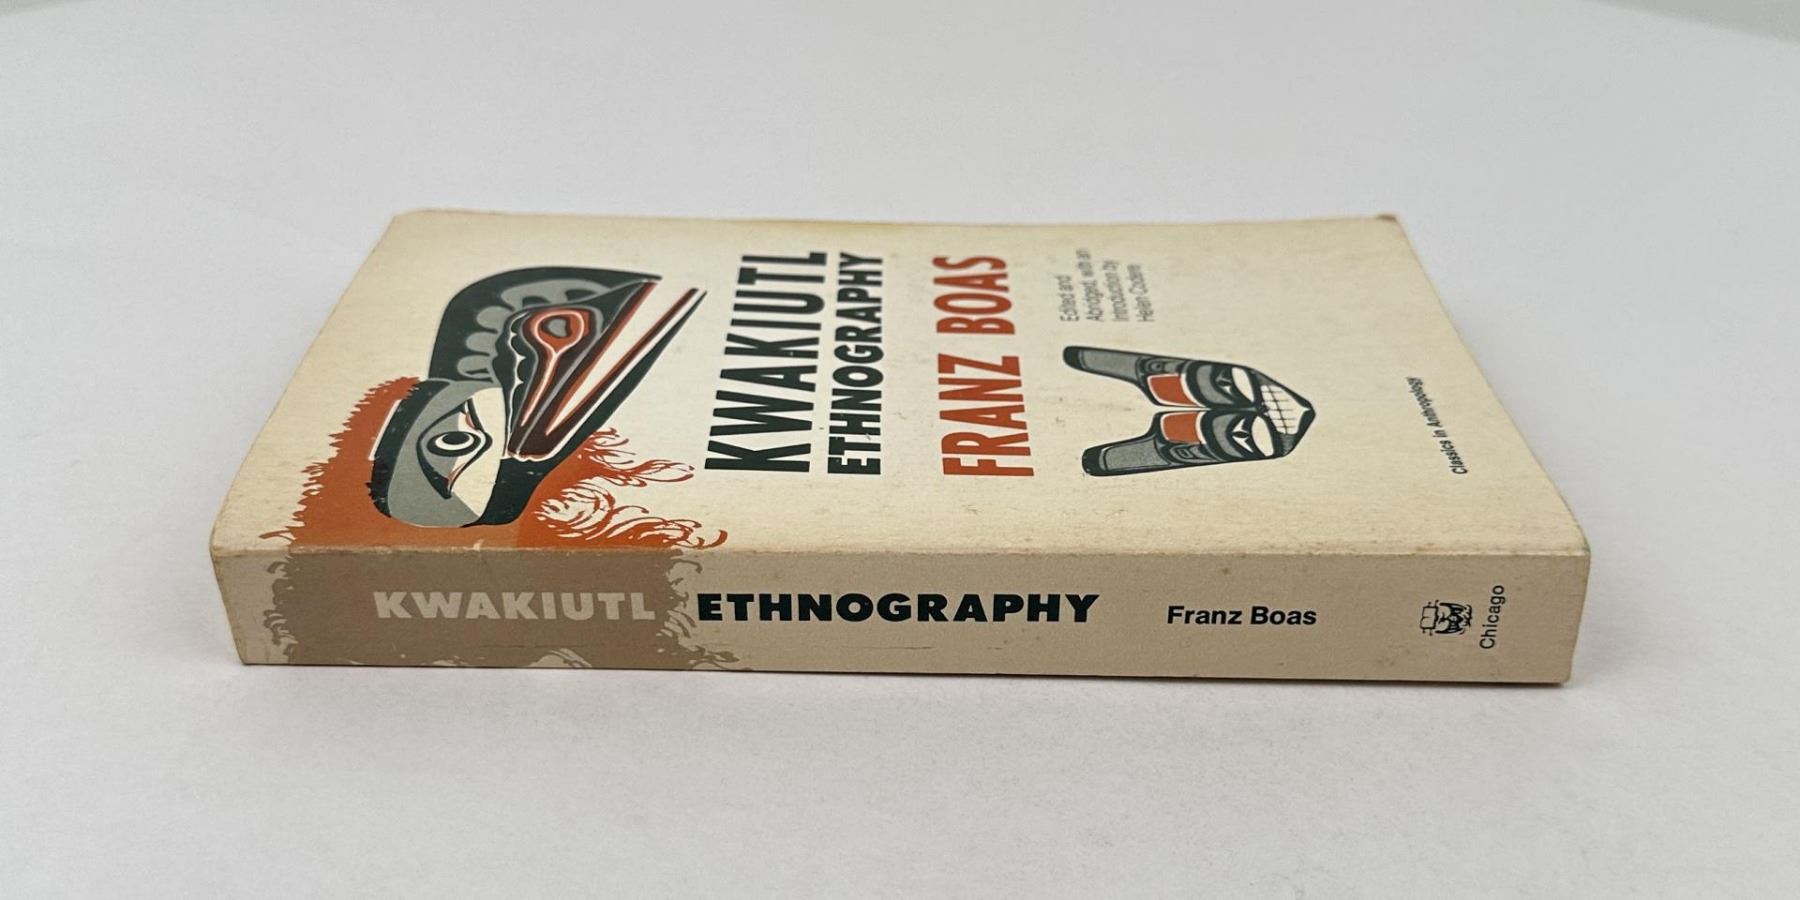 KWAKIUTL
ETHNOGRAPHY
FRANZ BOAS
Edited and
Abridged, with an
Introduction by
Helen Codere
Classics in Anthropology
KWAKIUTL ETHNOGRAPHY Franz Boas Chicago